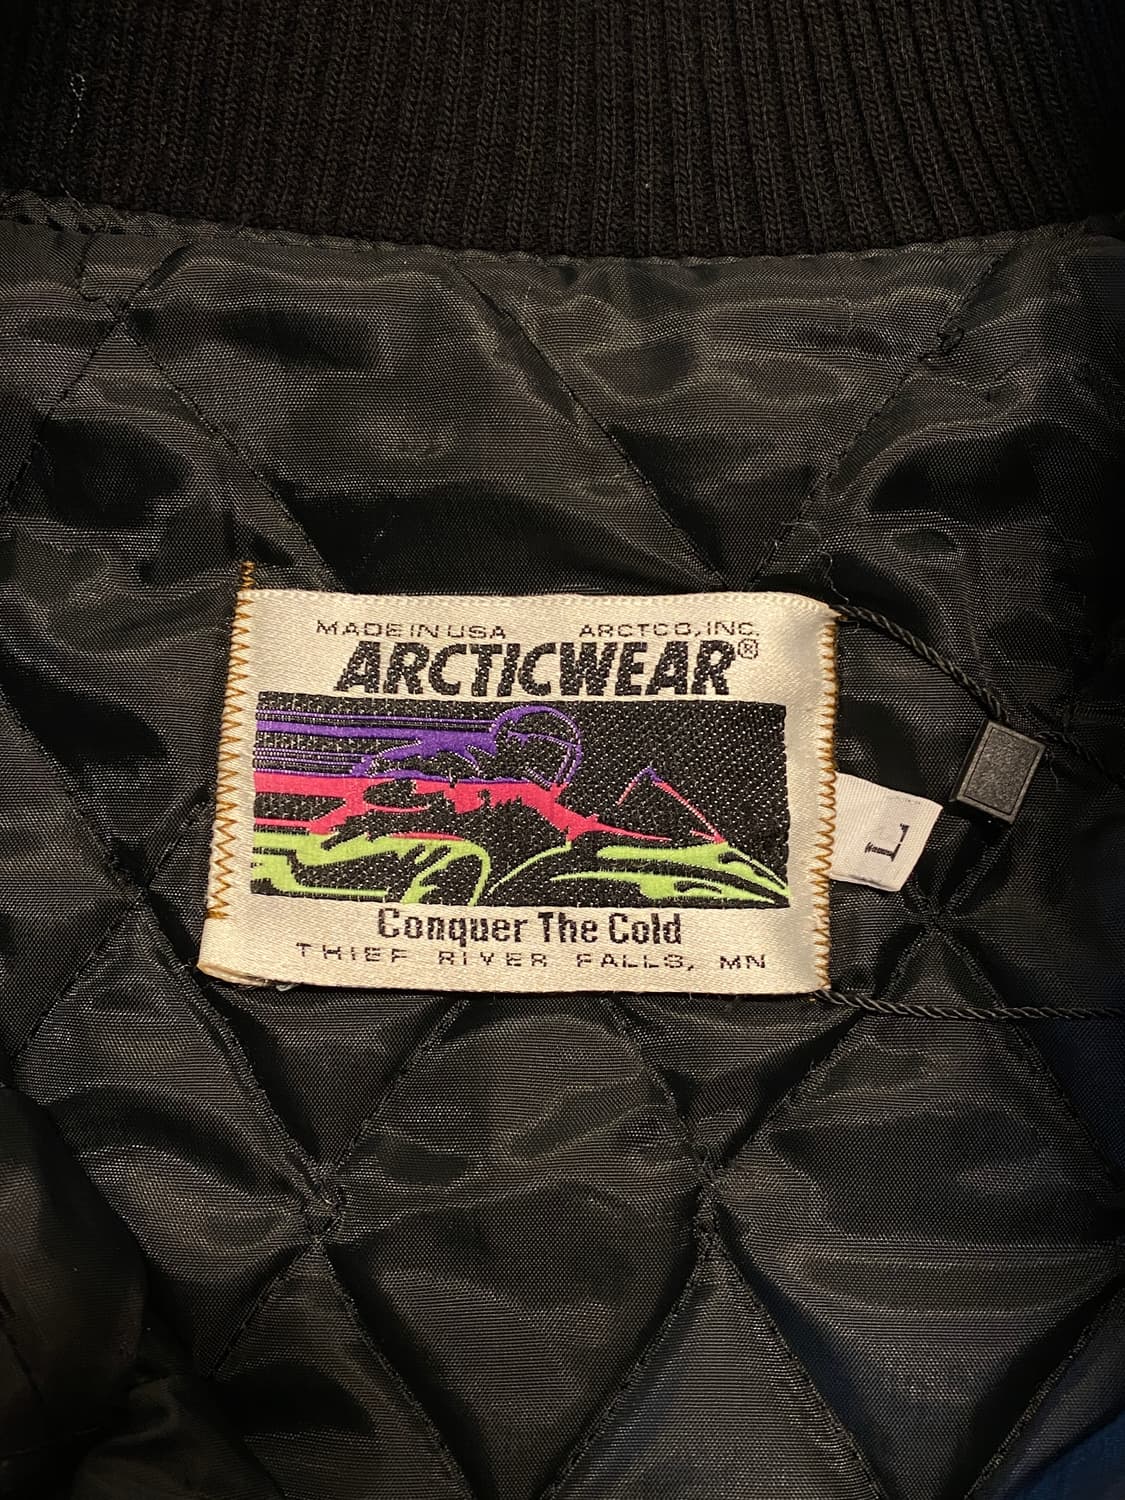 MADE IN USA ARCTCO, INC.
ARCTICWEAR®
Conquer The Cold
THIEF RIVER FALLS, MN
L